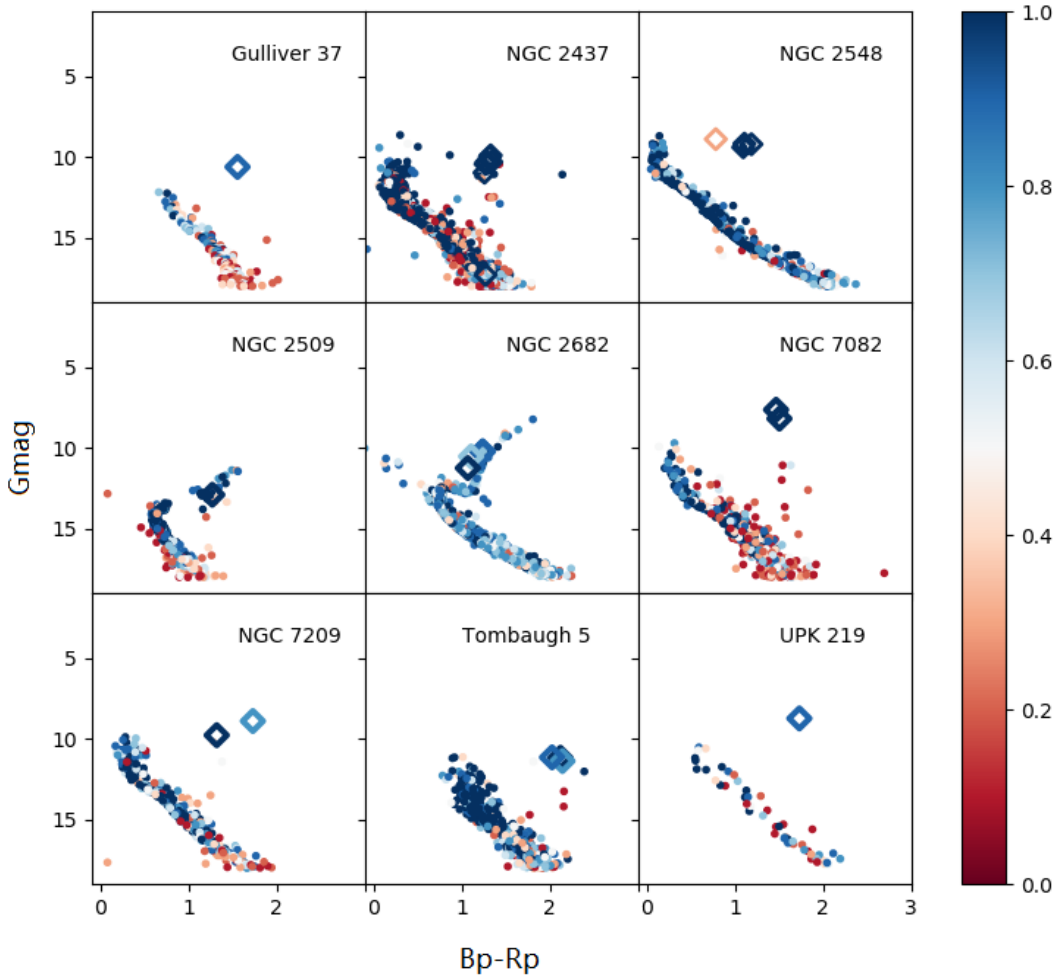 Gulliver 37
NGC 2437
NGC 2548
5
10
15
NGC 2509
NGC 2682
NGC 7082
5
10
15
NGC 7209
Tombaugh 5
UPK 219
5
10
15
0 1 2 0 1 2 0 1 2 3
Gmag
Bp-Rp
1.0
0.8
0.6
0.4
0.2
0.0